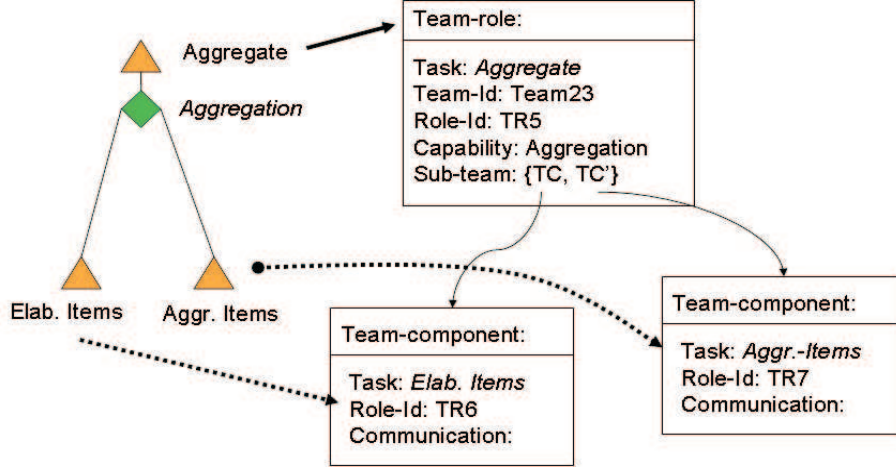 Aggregate
Aggregation
Elab. Items
Aggr. Items
Team-role:
Task: Aggregate
Team-Id: Team23
Role-Id: TR5
Capability: Aggregation
Sub-team: {TC, TC’}
Team-component:
Task: Elab. Items
Role-Id: TR6
Communication:
Team-component:
Task: Aggr.-Items
Role-Id: TR7
Communication: